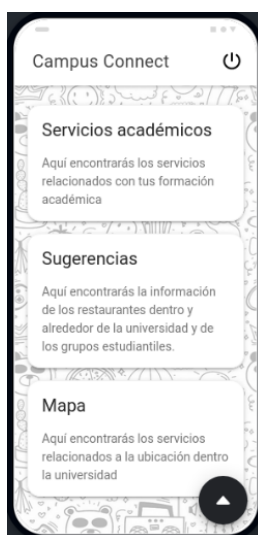 Campus Connect
Servicios académicos
Aquí encontrarás los servicios
relacionados con tus formación
académica
Sugerencias
Aquí encontrarás la información
de los restaurantes dentro y
alrededor de la universidad y de
los grupos estudiantiles.
Mapa
Aquí encontrarás los servicios
relacionados a la ubicación dentro
la universidad